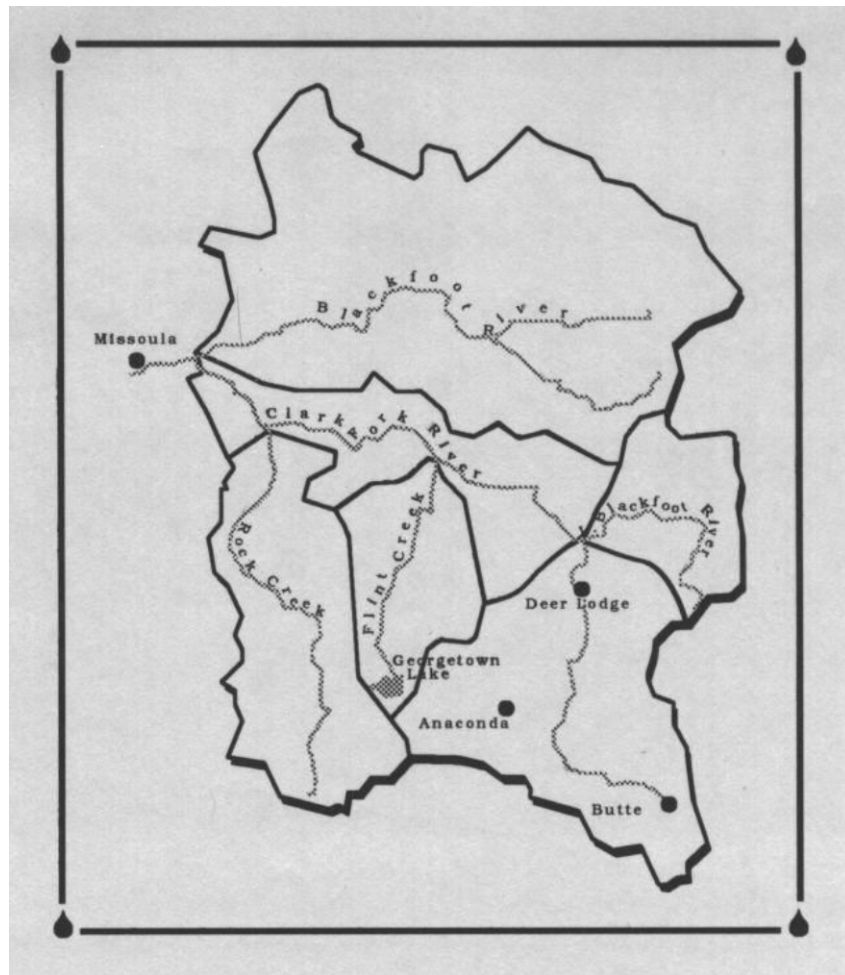 Blackfoot River
Missoula
Clark Fork River
L. Blackfoot River
Rock Creek
Flint Creek
Deer Lodge
Georgetown
Lake
Anaconda
Butte